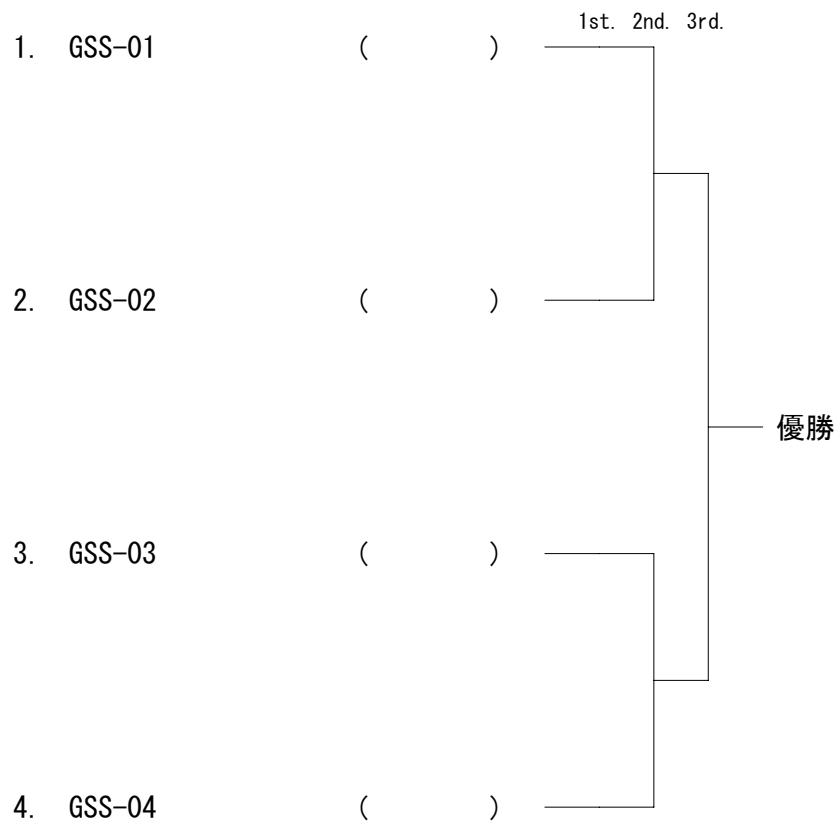 1st. 2nd. 3rd.
1. GSS-01 ( )
2. GSS-02 ( )
優勝
3. GSS-03 ( )
4. GSS-04 ( )